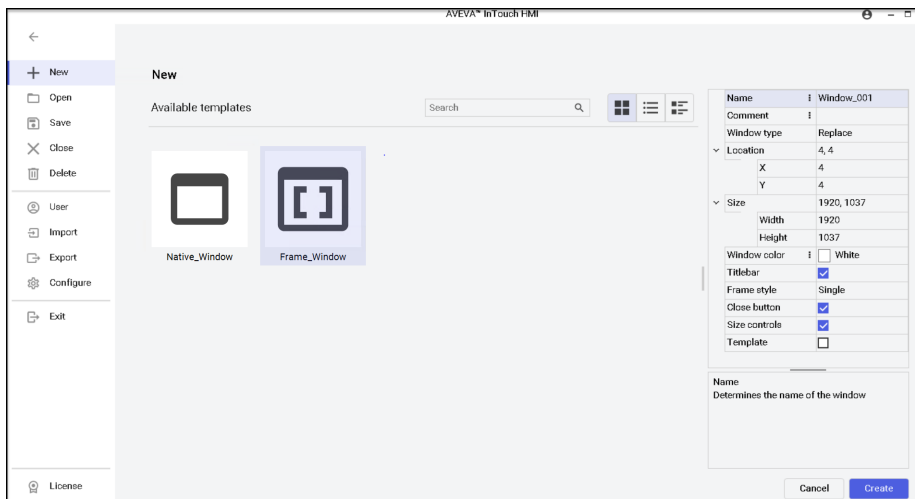 AVEVA™ InTouch HMI
New
Open
Save
Close
Delete
User
Import
Export
Configure
Exit
License
New
Available templates
Search
Native_Window
Frame_Window
Name Window_001
Comment
Window type Replace
Location 4, 4
X 4
Y 4
Size 1920, 1037
Width 1920
Height 1037
Window color White
Titlebar
Frame style Single
Close button
Size controls
Template
Name
Determines the name of the window
Cancel Create